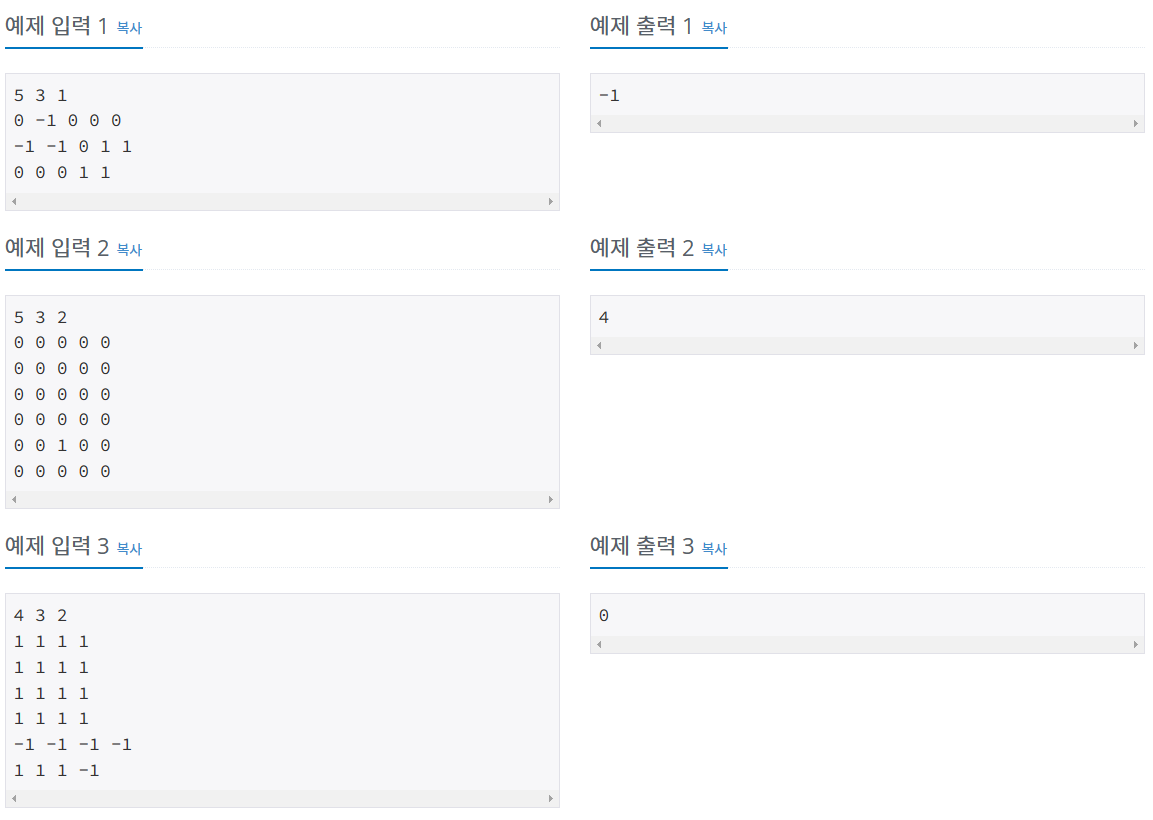 예제 입력 1 복사
5 3 1
0 -1 0 0 0
-1 -1 0 1 1
0 0 0 1 1
예제 출력 1 복사
-1
예제 입력 2 복사
5 3 2
0 0 0 0 0
0 0 0 0 0
0 0 0 0 0
0 0 0 0 0
0 0 1 0 0
0 0 0 0 0
예제 출력 2 복사
4
예제 입력 3 복사
4 3 2
1 1 1 1
1 1 1 1
1 1 1 1
1 1 1 1
-1 -1 -1 -1
1 1 1 -1
예제 출력 3 복사
0